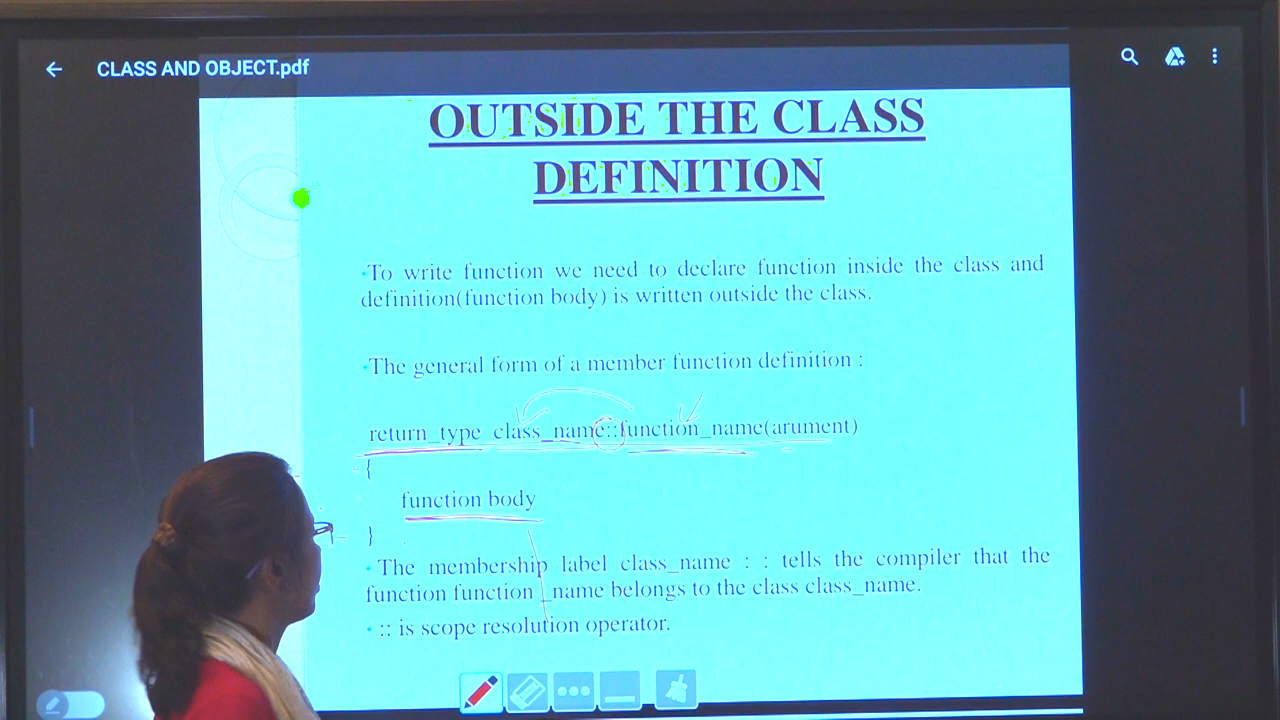 CLASS AND OBJECT.pdf
OUTSIDE THE CLASS
DEFINITION
•To write function we need to declare function inside the class and
definition(function body) is written outside the class.
•The general form of a member function definition :
return_type class_name::function_name(arument)
{
function body
}
• The membership label class_name : : tells the compiler that the
function function _name belongs to the class class_name.
• :: is scope resolution operator.